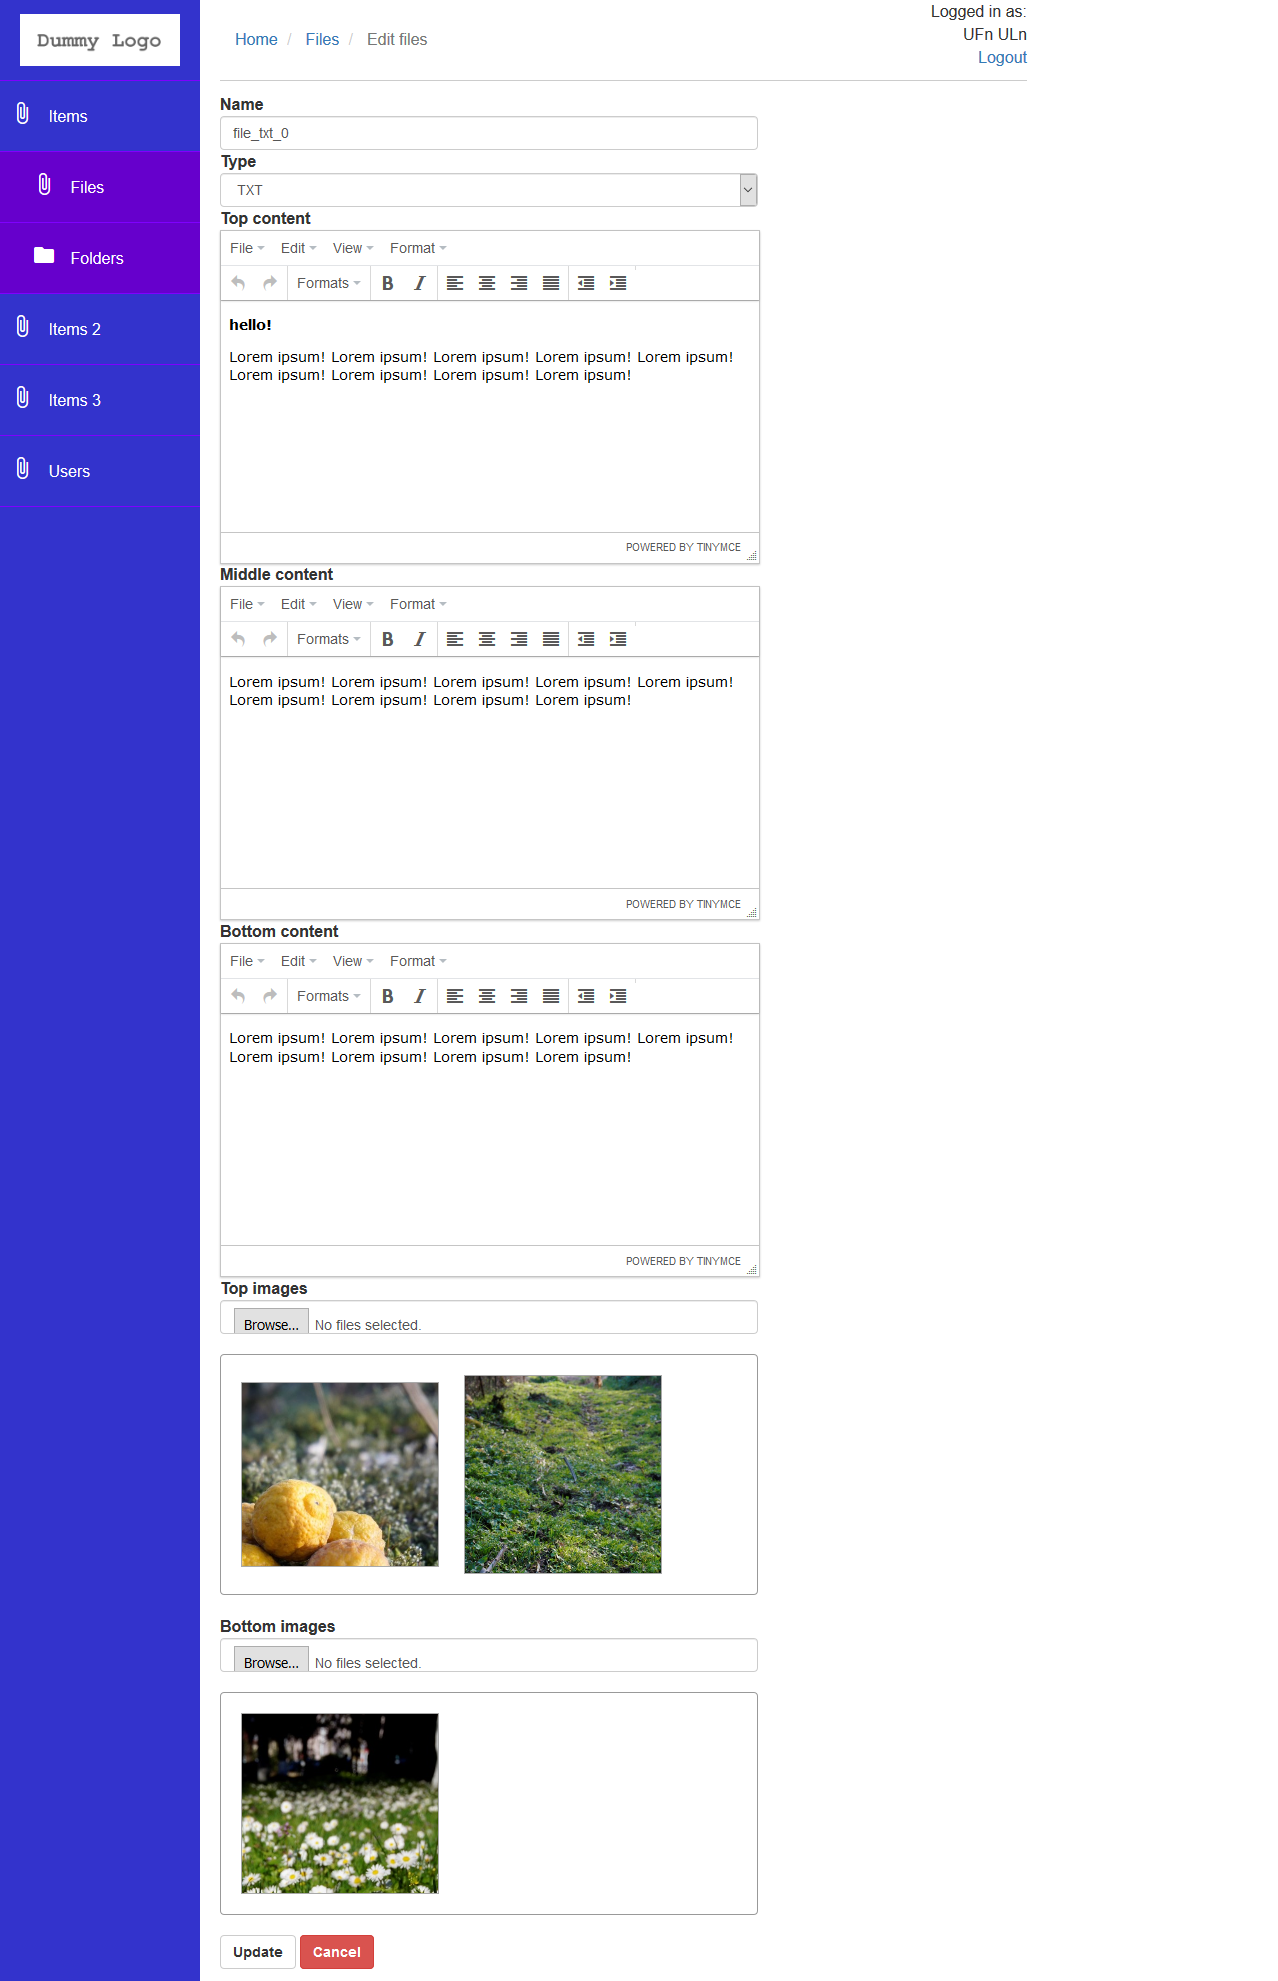 Dummy Logo
Items
Files
Folders
Items 2
Items 3
Users
Home / Files / Edit files
Logged in as:
UFn ULn
Logout
Name
file_txt_0
Type
TXT
Top content
File Edit View Format
Formats B I
hello!
Lorem ipsum! Lorem ipsum! Lorem ipsum! Lorem ipsum! Lorem ipsum!
Lorem ipsum! Lorem ipsum! Lorem ipsum! Lorem ipsum!
POWERED BY TINYMCE
Middle content
File Edit View Format
Formats B I
Lorem ipsum! Lorem ipsum! Lorem ipsum! Lorem ipsum! Lorem ipsum!
Lorem ipsum! Lorem ipsum! Lorem ipsum! Lorem ipsum!
POWERED BY TINYMCE
Bottom content
File Edit View Format
Formats B I
Lorem ipsum! Lorem ipsum! Lorem ipsum! Lorem ipsum! Lorem ipsum!
Lorem ipsum! Lorem ipsum! Lorem ipsum! Lorem ipsum!
POWERED BY TINYMCE
Top images
Browse... No files selected.
Bottom images
Browse... No files selected.
Update Cancel